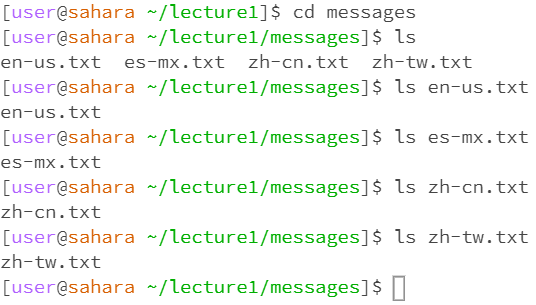 [user@sahara ~/lecture1]$ cd messages
[user@sahara ~/lecture1/messages]$ ls
en-us.txt  es-mx.txt  zh-cn.txt  zh-tw.txt
[user@sahara ~/lecture1/messages]$ ls en-us.txt
en-us.txt
[user@sahara ~/lecture1/messages]$ ls es-mx.txt
es-mx.txt
[user@sahara ~/lecture1/messages]$ ls zh-cn.txt
zh-cn.txt
[user@sahara ~/lecture1/messages]$ ls zh-tw.txt
zh-tw.txt
[user@sahara ~/lecture1/messages]$